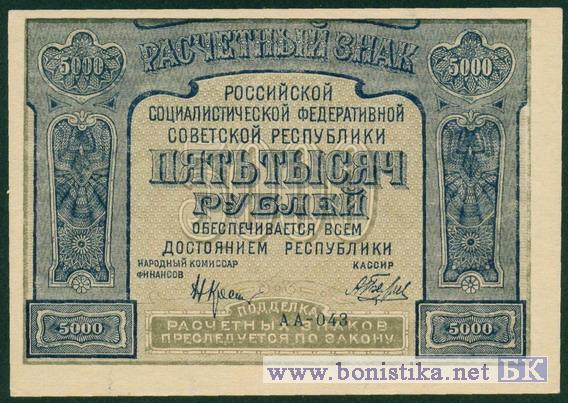 РАСЧЕТНЫЙ ЗНАК
5000 5000
РОССИЙСКОЙ
СОЦИАЛИСТИЧЕСКОЙ ФЕДЕРАТИВНОЙ
СОВЕТСКОЙ РЕСПУБЛИКИ
ПЯТЬ ТЫСЯЧ
РУБЛЕЙ
ОБЕСПЕЧИВАЕТСЯ ВСЕМ
ДОСТОЯНИЕМ РЕСПУБЛИКИ
НАРОДНЫЙ КОМИССАР КАССИР
ФИНАНСОВ
ПОДДЕЛКА
АА-043
5000 РАСЧЕТНЫХ ЗНАКОВ 5000
ПРЕСЛЕДУЕТСЯ ПО ЗАКОНУ
www.bonistika.net БК